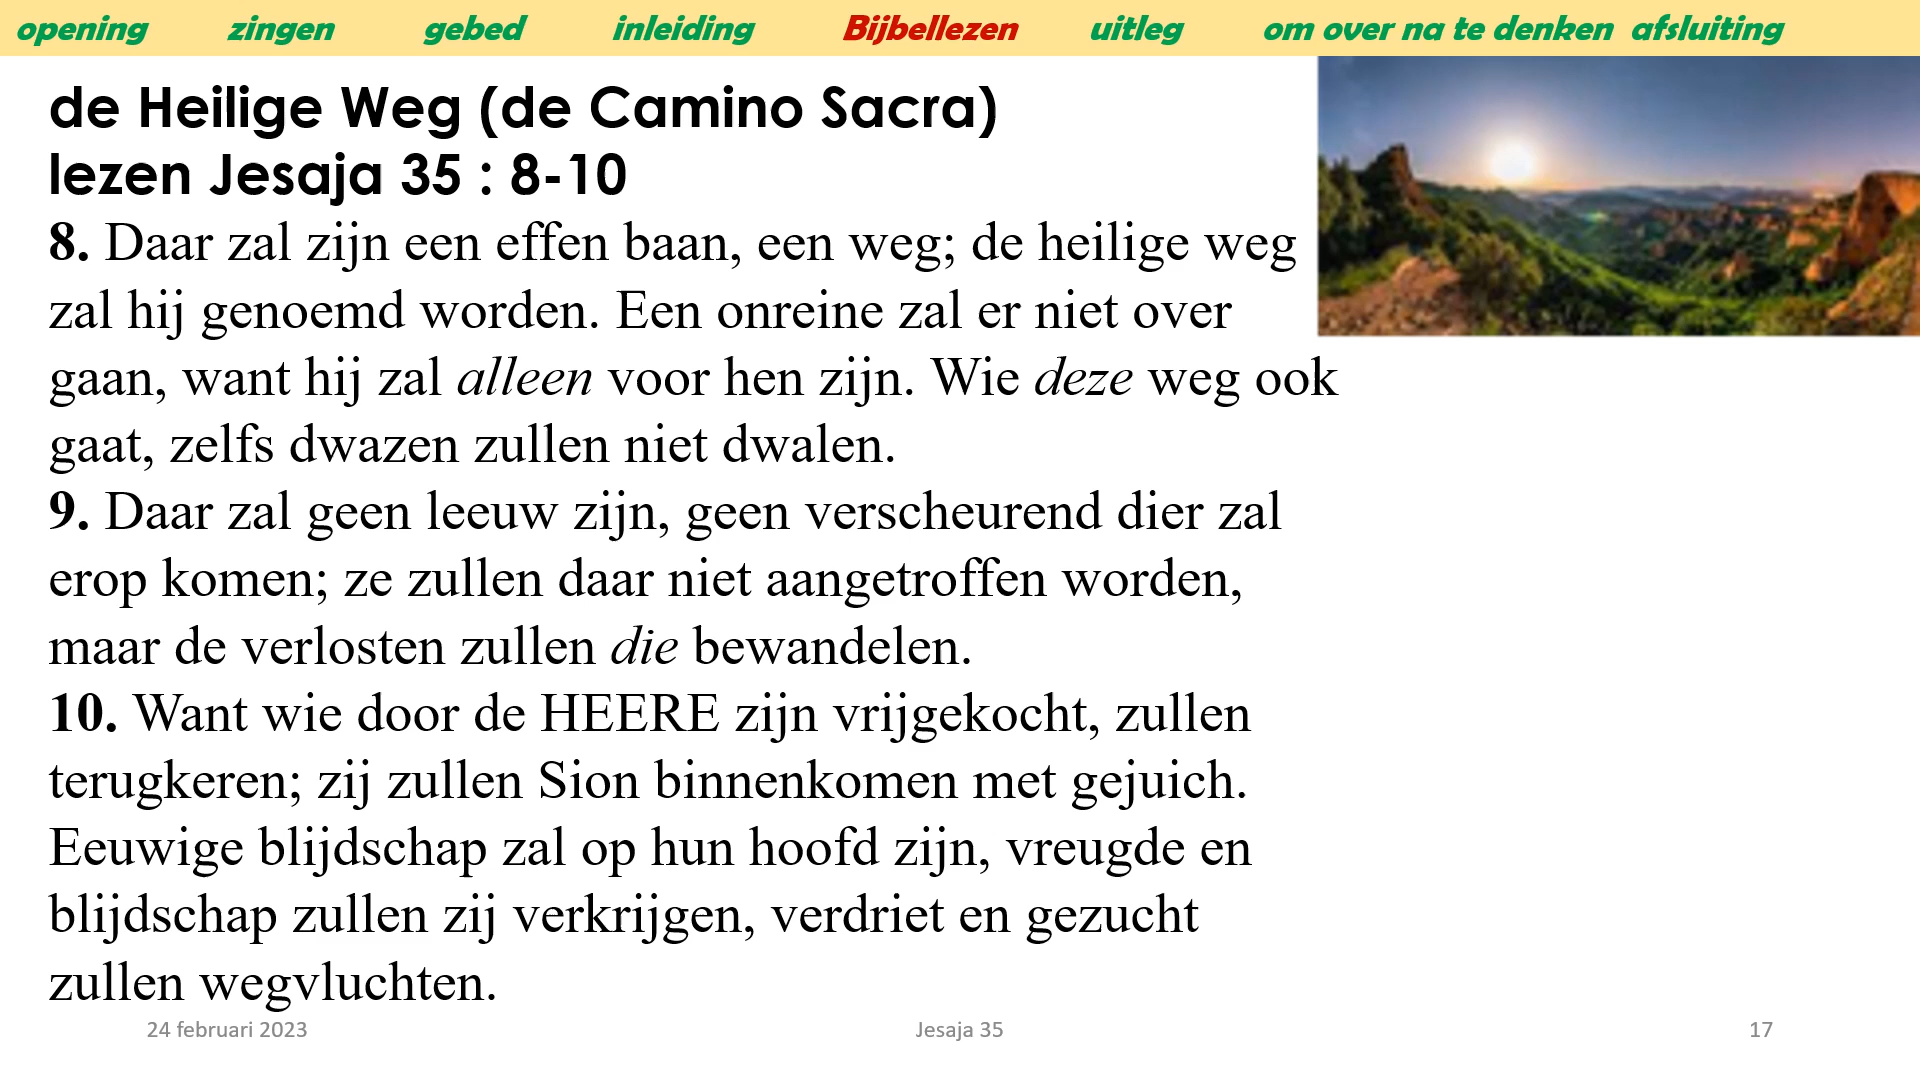 opening zingen gebed inleiding Bijbellezen uitleg om over na te denken afsluiting
de Heilige Weg (de Camino Sacra)
lezen Jesaja 35 : 8-10
8. Daar zal zijn een effen baan, een weg; de heilige weg
zal hij genoemd worden. Een onreine zal er niet over
gaan, want hij zal alleen voor hen zijn. Wie deze weg ook
gaat, zelfs dwazen zullen niet dwalen.
9. Daar zal geen leeuw zijn, geen verscheurend dier zal
erop komen; ze zullen daar niet aangetroffen worden,
maar de verlosten zullen die bewandelen.
10. Want wie door de HEERE zijn vrijgekocht, zullen
terugkeren; zij zullen Sion binnenkomen met gejuich.
Eeuwige blijdschap zal op hun hoofd zijn, vreugde en
blijdschap zullen zij verkrijgen, verdriet en gezucht
zullen wegvluchten.
24 februari 2023 Jesaja 35 17